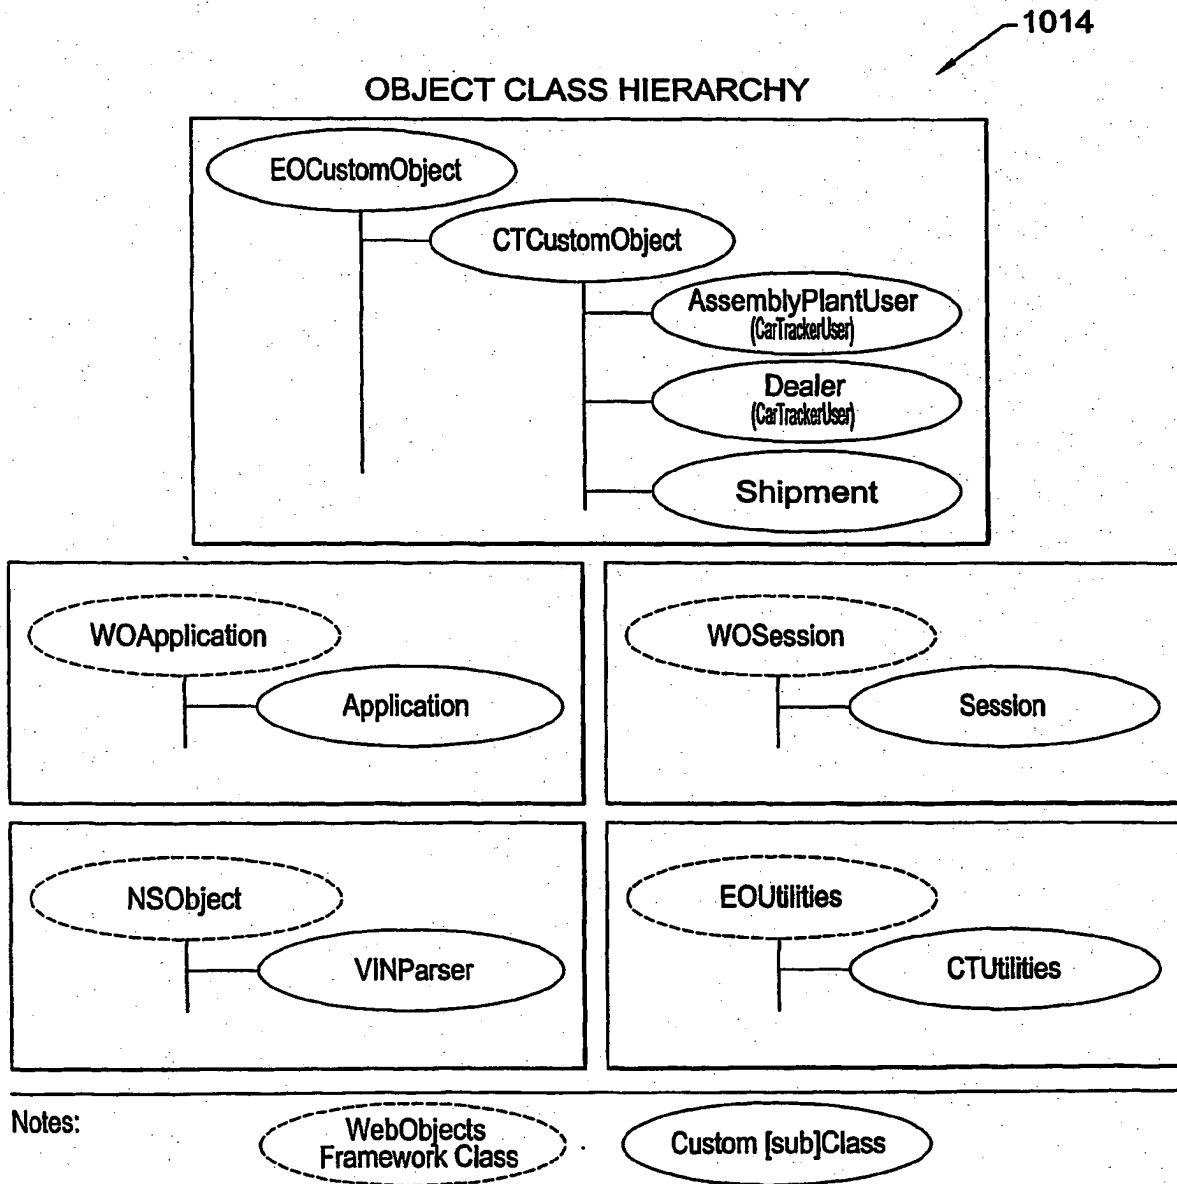 1014
OBJECT CLASS HIERARCHY
EOCustomObject
CTCustomObject
AssemblyPlantUser
(CarTrackerUser)
Dealer
(CarTrackerUser)
Shipment
WOApplication
Application
WOSession
Session
NSObject
VINParser
EOUtilities
CTUtilities
Notes:
WebObjects
Framework Class
Custom [sub]Class